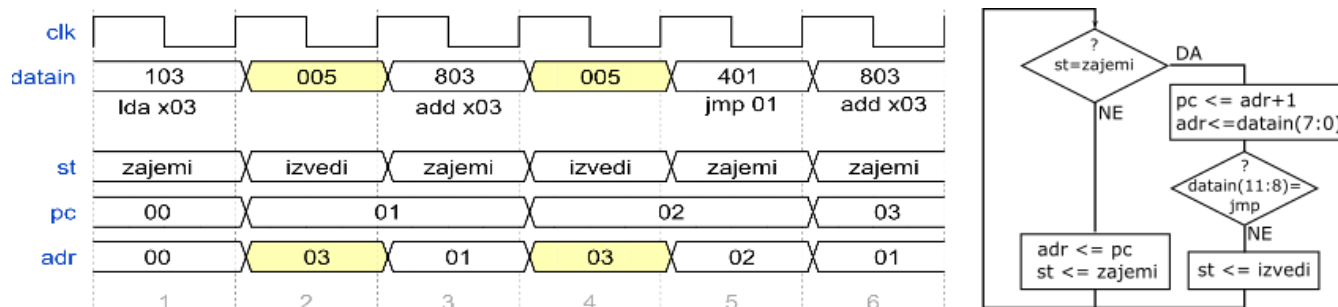 clk
datain 103 005 803 005 401 803
lda x03 add x03 jmp 01 add x03
st zajemi izvedi zajemi izvedi zajemi zajemi
pc 00 01 02 03
adr 00 03 01 03 02 01
1 2 3 4 5 6
?
st=zajemi
DA
NE
pc <= adr+1
adr<=datain(7:0)
?
datain(11:8)=
jmp
NE
adr <= pc
st <= zajemi
st <= izvedi